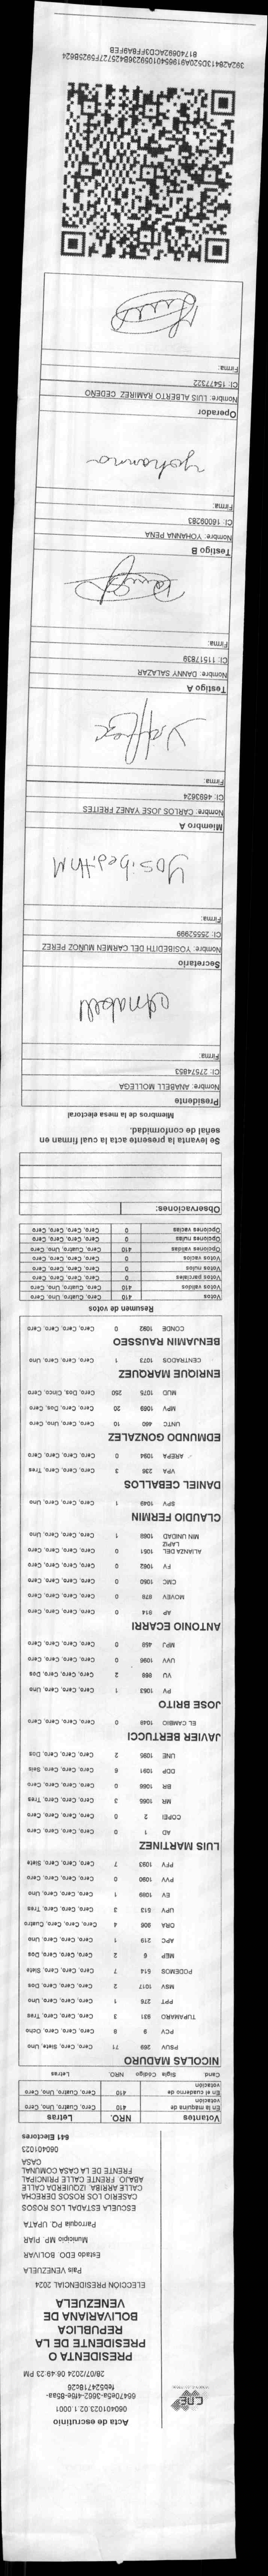 CNE
Acta de escrutinio
060401023.02.1.0001
66470e5a-3662-4f6e-85aa-
feb524718c26
28/07/2024 06:49:23 PM
PRESIDENTA O
PRESIDENTE DE LA
REPUBLICA
BOLIVARIANA DE
VENEZUELA
ELECCIÓN PRESIDENCIAL 2024
Pais VENEZUELA
Estado EDO. BOLIVAR
Municipio MP. PIAR
Parroquia PQ. UPATA
ESCUELA ESTADAL LOS ROSOS
CASERIO LOS ROSOS DERECHA
CALLE ARRIBA. IZQUIERDA CALLE
ABAJO. FRENTE CALLE PRINCIPAL
FRENTE DE LA CASA COMUNAL
CASA
060401023
641 Electores
Votantes NRO. Letras
En la máquina de votación 410 Cero, Cuatro, Uno, Cero
En el cuaderno de votación 410 Cero, Cuatro, Uno, Cero
Cand. Sigla Código NRO. Letras
NICOLAS MADURO
PSUV 269 71 Cero, Cero, Siete, Uno
PCV 9 8 Cero, Cero, Cero, Ocho
TUPAMARO 931 3 Cero, Cero, Cero, Tres
PPT 276 1 Cero, Cero, Cero, Uno
MSV 1017 2 Cero, Cero, Cero, Dos
PODEMOS 614 7 Cero, Cero, Cero, Siete
MEP 6 2 Cero, Cero, Cero, Dos
APC 219 1 Cero, Cero, Cero, Uno
ORA 806 4 Cero, Cero, Cero, Cuatro
UPV 613 3 Cero, Cero, Cero, Tres
EV 1089 1 Cero, Cero, Cero, Uno
PVV 1090 0 Cero, Cero, Cero, Cero
PFV 1093 7 Cero, Cero, Cero, Siete
LUIS MARTINEZ
AD 1 0 Cero, Cero, Cero, Cero
COPEI 2 0 Cero, Cero, Cero, Cero
MR 1065 3 Cero, Cero, Cero, Tres
BR 1066 0 Cero, Cero, Cero, Cero
DDP 1091 6 Cero, Cero, Cero, Seis
UNE 1095 2 Cero, Cero, Cero, Dos
JAVIER BERTUCCI
EL CAMBIO 1048 0 Cero, Cero, Cero, Cero
JOSE BRITO
PV 1063 1 Cero, Cero, Cero, Uno
VU 868 2 Cero, Cero, Cero, Dos
UVV 1096 0 Cero, Cero, Cero, Cero
MPJ 458 0 Cero, Cero, Cero, Cero
ANTONIO ECARRI
AP 814 0 Cero, Cero, Cero, Cero
MOVEV 878 0 Cero, Cero, Cero, Cero
CMC 1050 0 Cero, Cero, Cero, Cero
FV 1062 0 Cero, Cero, Cero, Cero
ALIANZA DEL LAPIZ 1051 0 Cero, Cero, Cero, Cero
MIN UNIDAD 1088 1 Cero, Cero, Cero, Uno
CLAUDIO FERMIN
SPV 1049 1 Cero, Cero, Cero, Uno
DANIEL CEBALLOS
VPA 236 3 Cero, Cero, Cero, Tres
AREPA 1094 0 Cero, Cero, Cero, Cero
EDMUNDO GONZALEZ
UNTC 460 10 Cero, Cero, Uno, Cero
MPV 1069 20 Cero, Cero, Dos, Cero
MUD 1075 250 Cero, Dos, Cinco, Cero
ENRIQUE MARQUEZ
CENTRADOS 1073 1 Cero, Cero, Cero, Uno
BENJAMIN RAUSSEO
CONDE 1092 0 Cero, Cero, Cero, Cero
Resumen de votos
Votos 410 Cero, Cuatro, Uno, Cero
Votos válidos 410 Cero, Cuatro, Uno, Cero
Votos parciales 0 Cero, Cero, Cero, Cero
Votos nulos 0 Cero, Cero, Cero, Cero
Votos vacíos 0 Cero, Cero, Cero, Cero
Opciones válidas 410 Cero, Cuatro, Uno, Cero
Opciones nulas 0 Cero, Cero, Cero, Cero
Opciones vacías 0 Cero, Cero, Cero, Cero
Observaciones:
Se levanta la presente acta la cual firman en
señal de conformidad.
Miembros de la mesa electoral
Presidente
Nombre: ANABELL MOLLEGA
CI: 27574853
Firma:
Anabell
Secretario
Nombre: YOSIBEDITH DEL CARMEN MUÑOZ PEREZ
CI: 25552999
Firma:
Yosibedith M
Miembro A
Nombre: CARLOS JOSE YANEZ FREITES
CI: 4693624
Firma:
Testigo A
Nombre: DANNY SALAZAR
CI: 11517839
Firma:
Testigo B
Nombre: YOHANNA PEÑA
CI: 16009283
Firma:
Yohanna
Operador
Nombre: LUIS ALBERTO RAMIREZ CEDEÑO
CI: 15477322
Firma:
392A28413D520A91965401059236B425727F5925B624
81740692ACD3FFBA9FEB